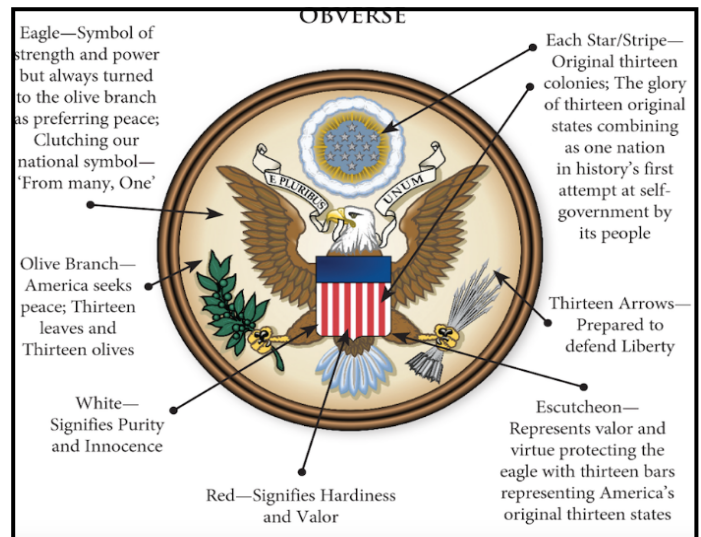 OBVERSE
Eagle—Symbol of
strength and power
but always turned
to the olive branch
as preferring peace;
Clutching our
national symbol—
‘From many, One’
Each Star/Stripe—
Original thirteen
colonies; The glory
of thirteen original
states combining
as one nation
in history’s first
attempt at self-
government by
its people
E PLURIBUS
UNUM
Olive Branch—
America seeks
peace; Thirteen
leaves and
Thirteen olives
Thirteen Arrows—
Prepared to
defend Liberty
White—
Signifies Purity
and Innocence
Escutcheon—
Represents valor and
virtue protecting the
eagle with thirteen bars
representing America’s
original thirteen states
Red—Signifies Hardiness
and Valor